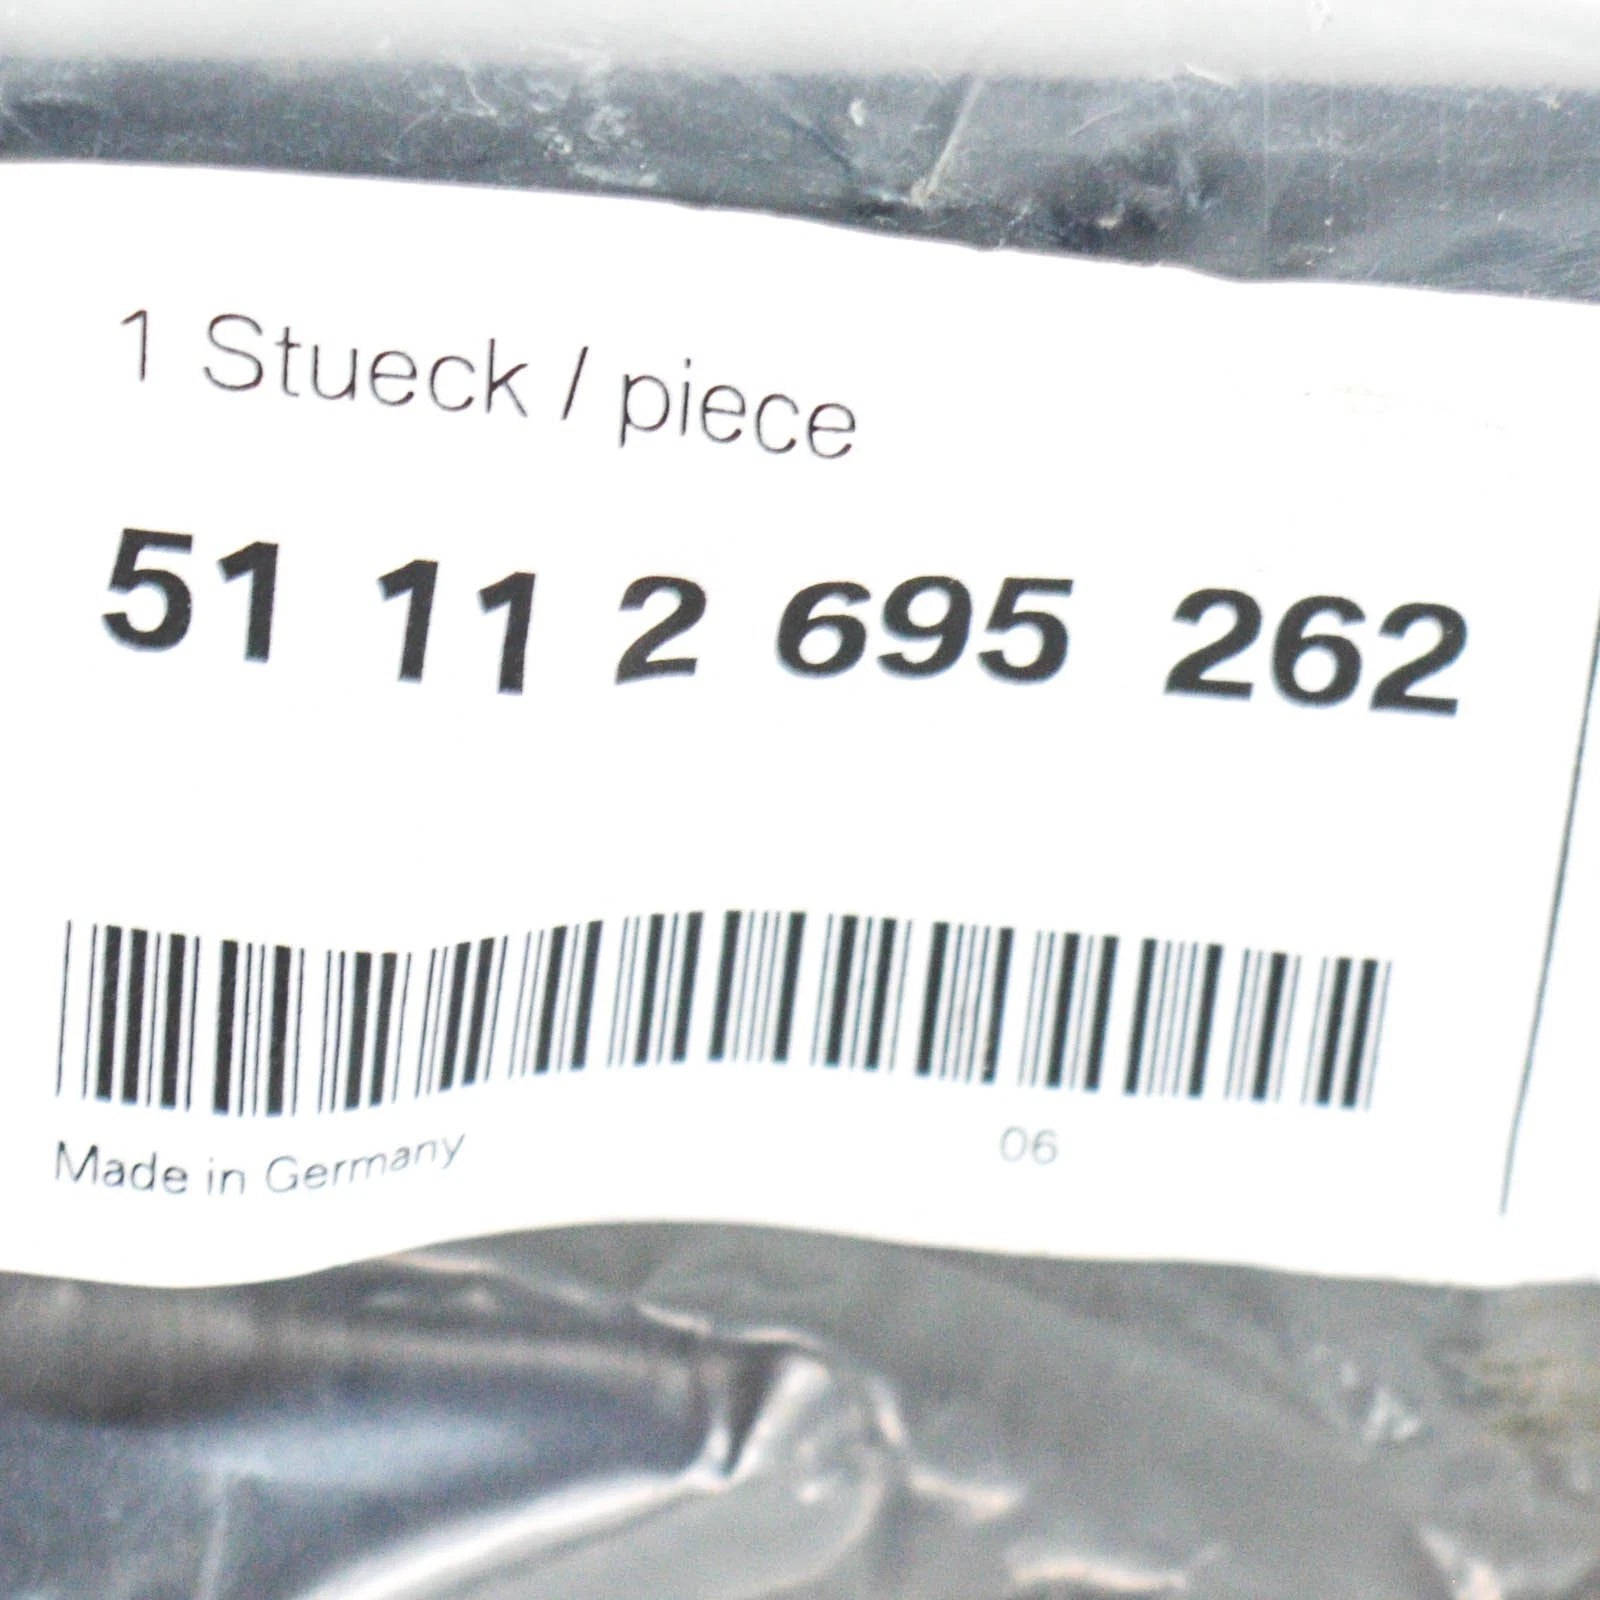 1 Stueck / piece
51 11 2 695 262
Made in Germany
06